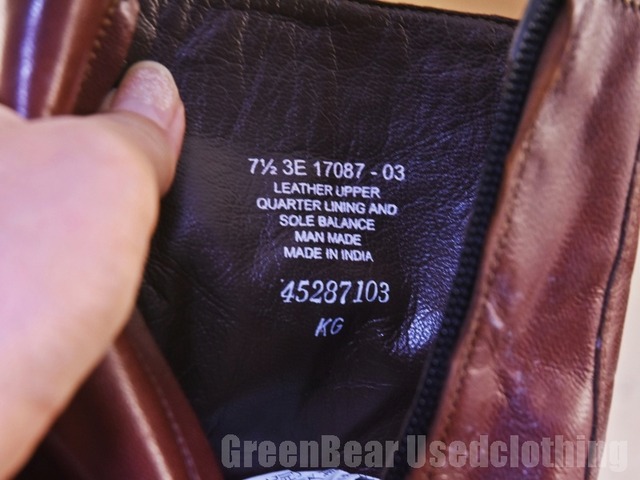 7½ 3E 17087 - 03
LEATHER UPPER
QUARTER LINING AND
SOLE BALANCE
MAN MADE
MADE IN INDIA
45287103
KG
GreenBear Usedclothing